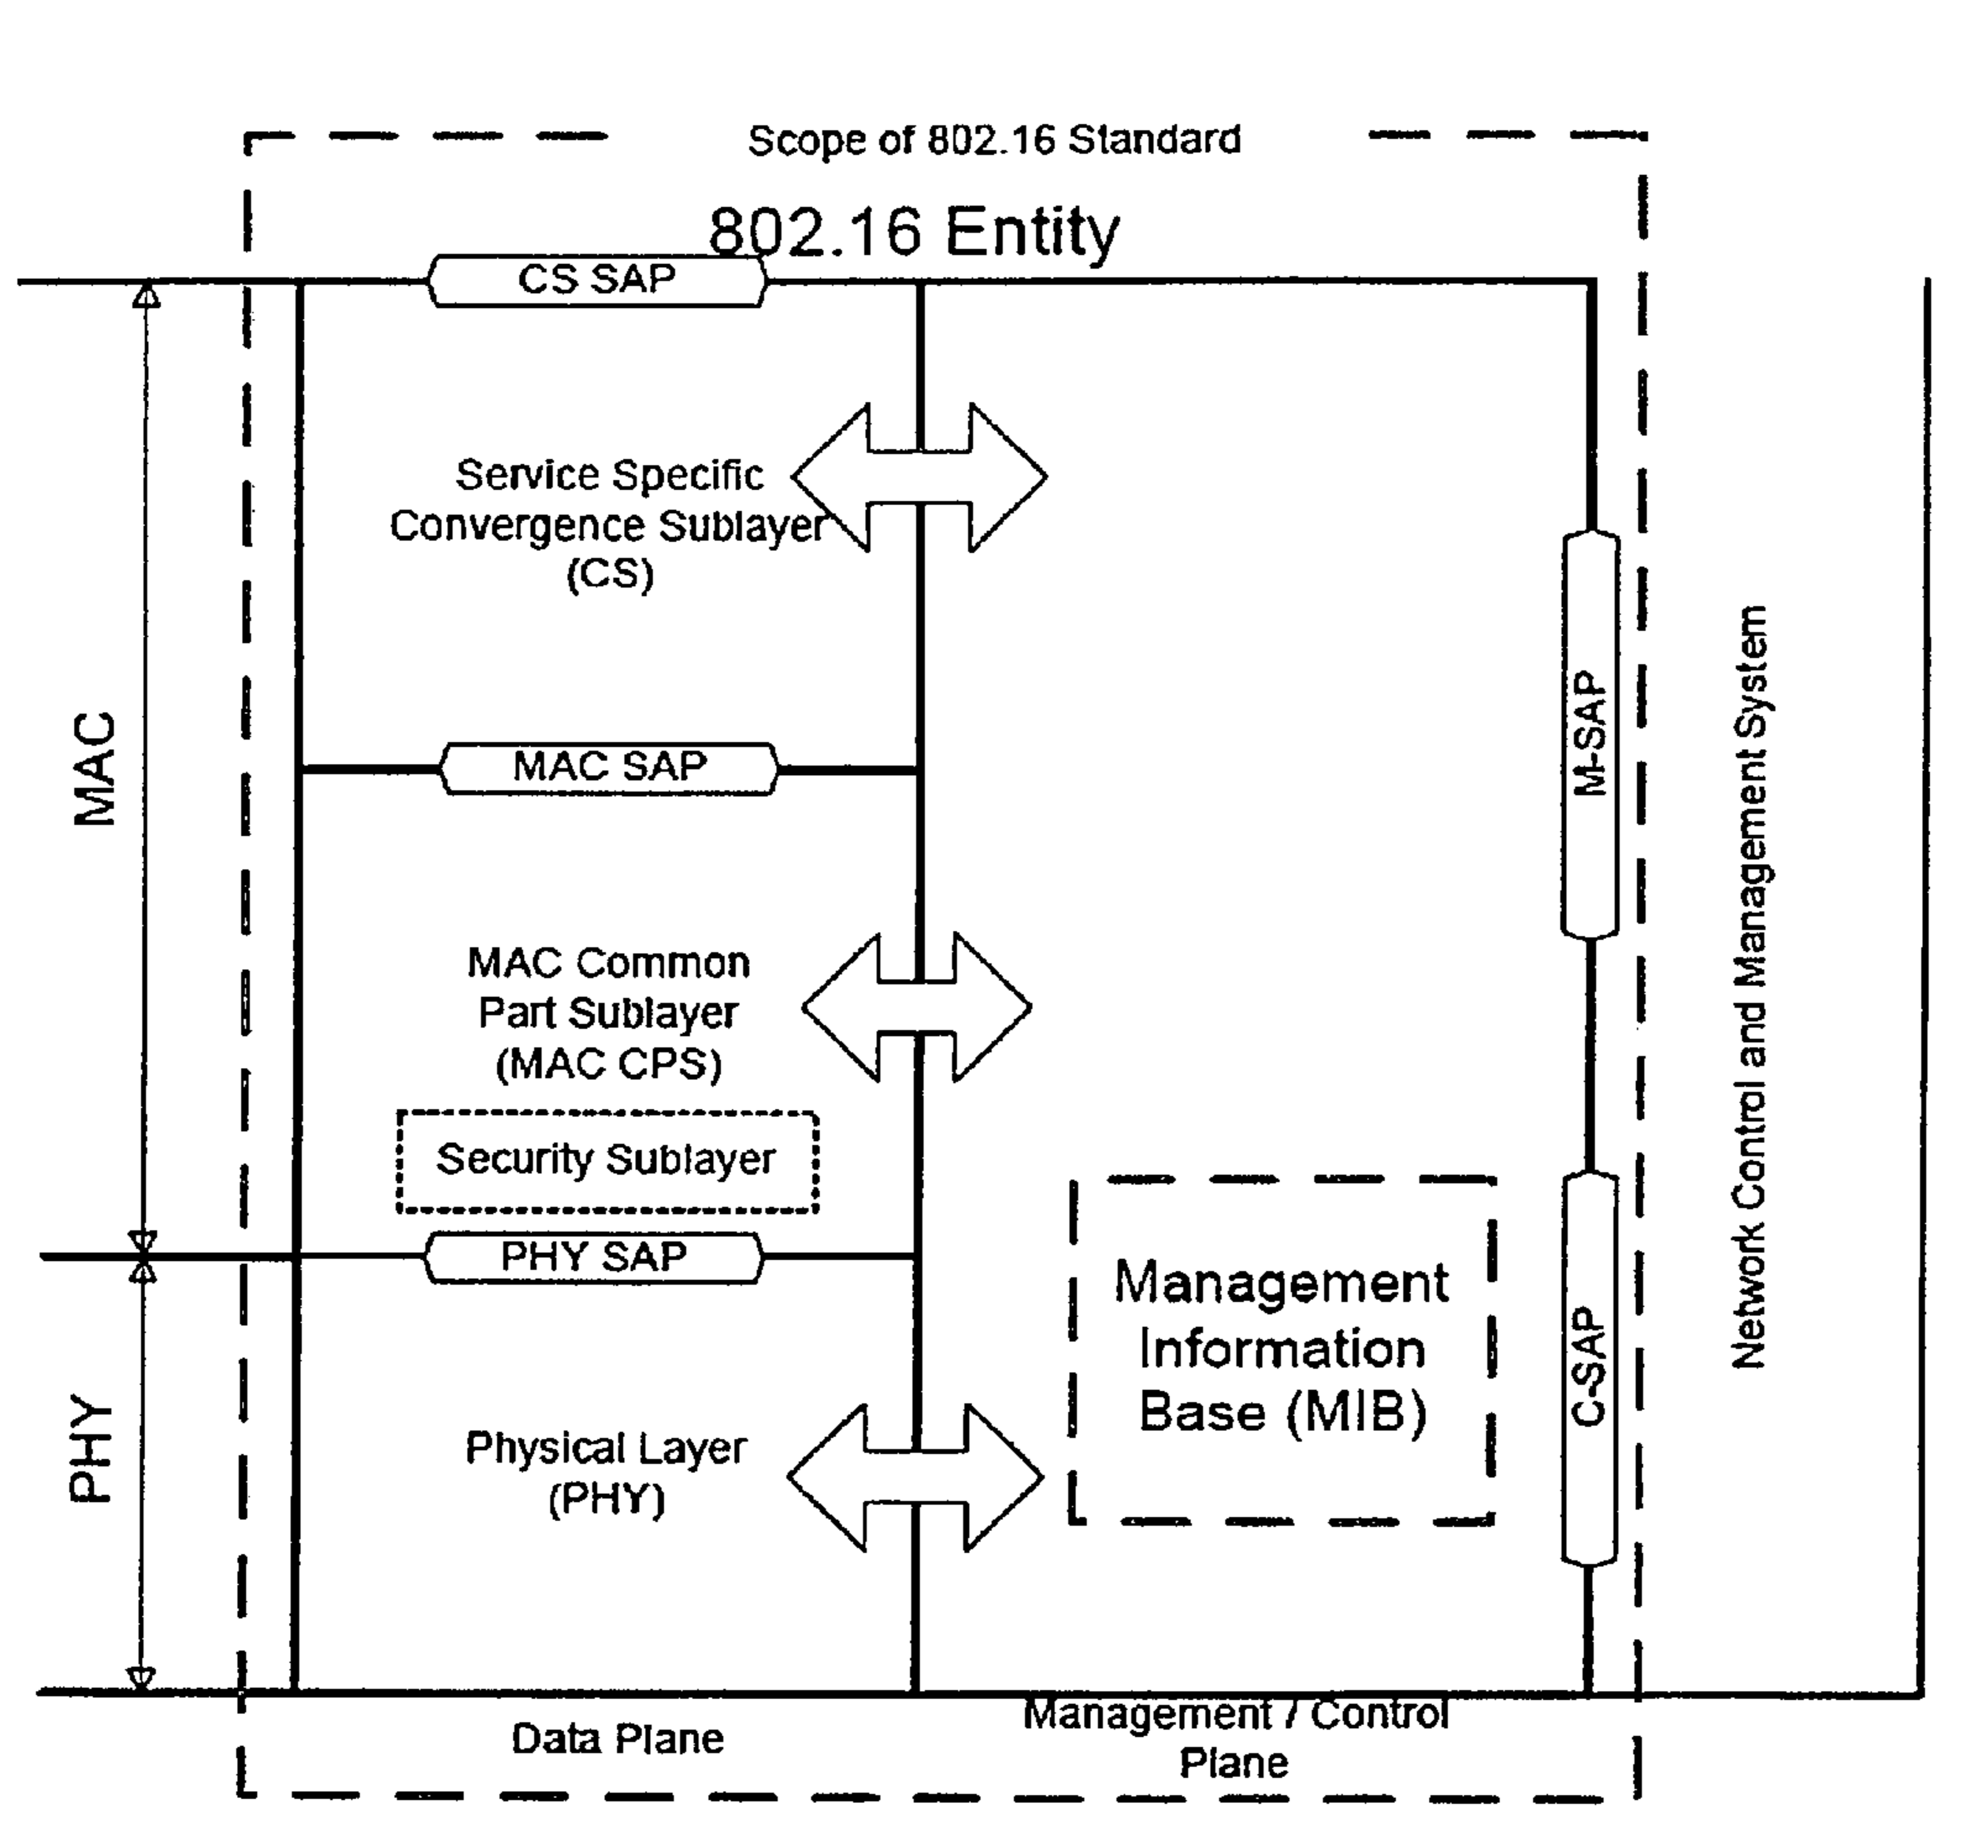 Scope of 802.16 Standard
802.16 Entity
CS SAP
Service Specific
Convergence Sublayer
(CS)
MAC SAP
MAC Common
Part Sublayer
(MAC CPS)
Security Sublayer
PHY SAP
Physical Layer
(PHY)
MAC
PHY
Management
Information
Base (MIB)
M-SAP
C-SAP
Network Control and Management System
Data Plane
Management / Control
Plane